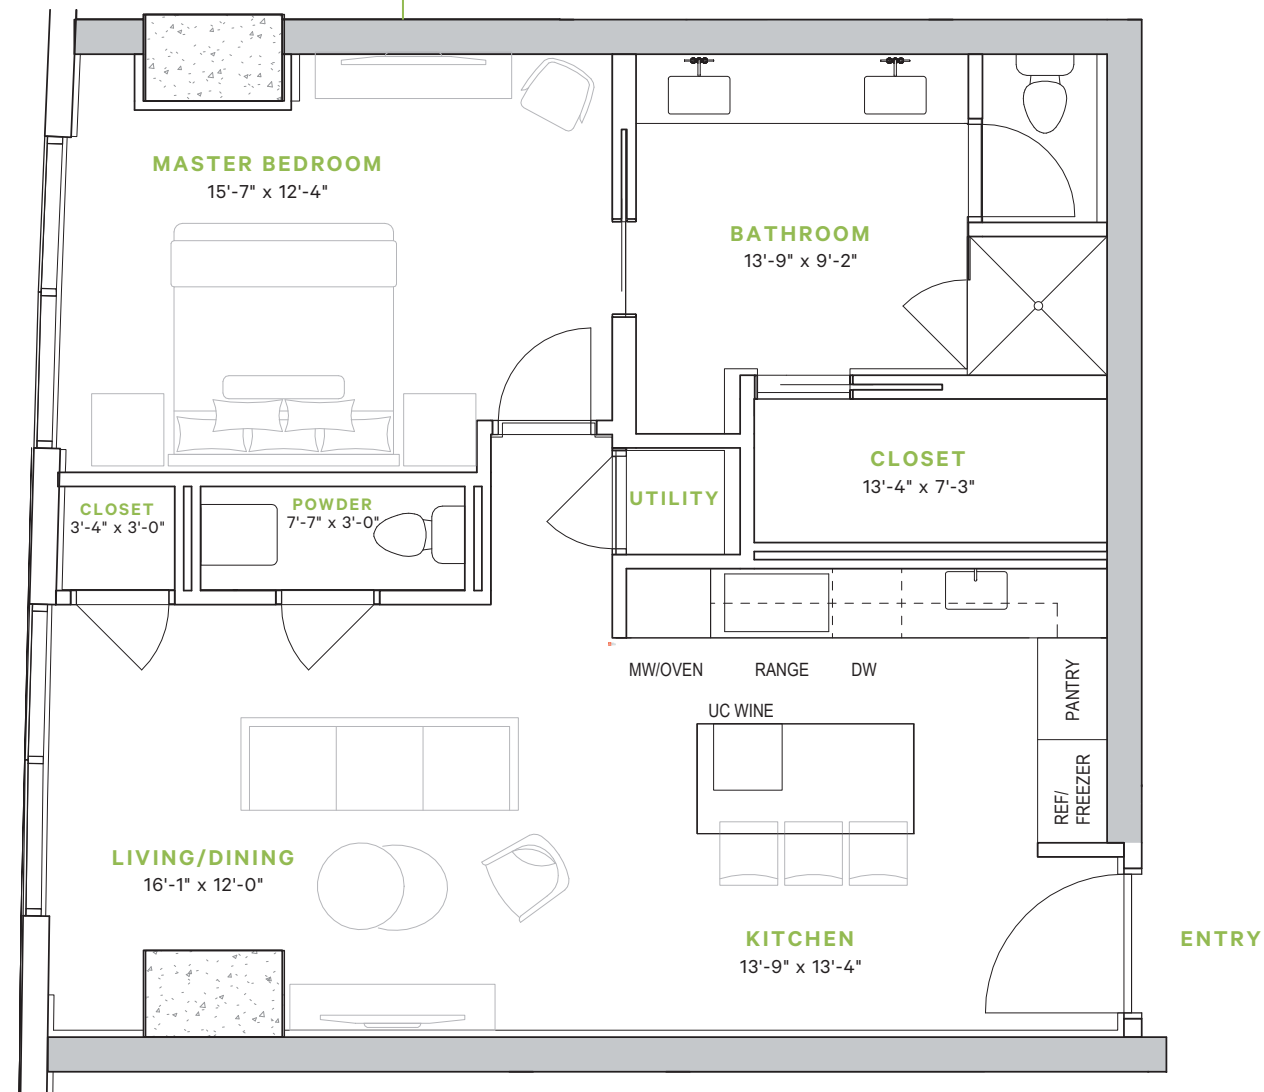 MASTER BEDROOM
15'-7" x 12'-4"
BATHROOM
13'-9" x 9'-2"
CLOSET
13'-4" x 7'-3"
UTILITY
CLOSET
3'-4" x 3'-0"
POWDER
7'-7" x 3'-0"
MW/OVEN
RANGE
DW
PANTRY
UC WINE
REF/
FREEZER
LIVING/DINING
16'-1" x 12'-0"
KITCHEN
13'-9" x 13'-4"
ENTRY